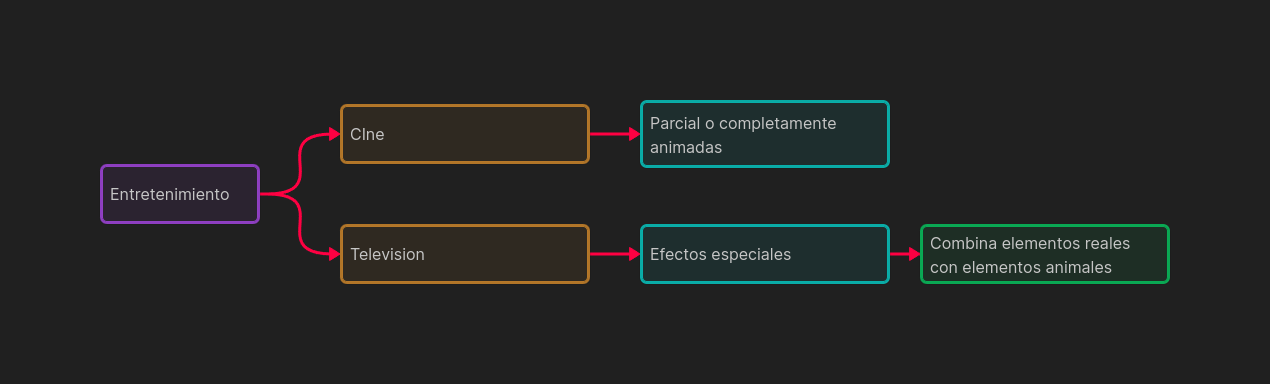 Entretenimiento
CIne
Parcial o completamente
animadas
Television
Efectos especiales
Combina elementos reales
con elementos animales